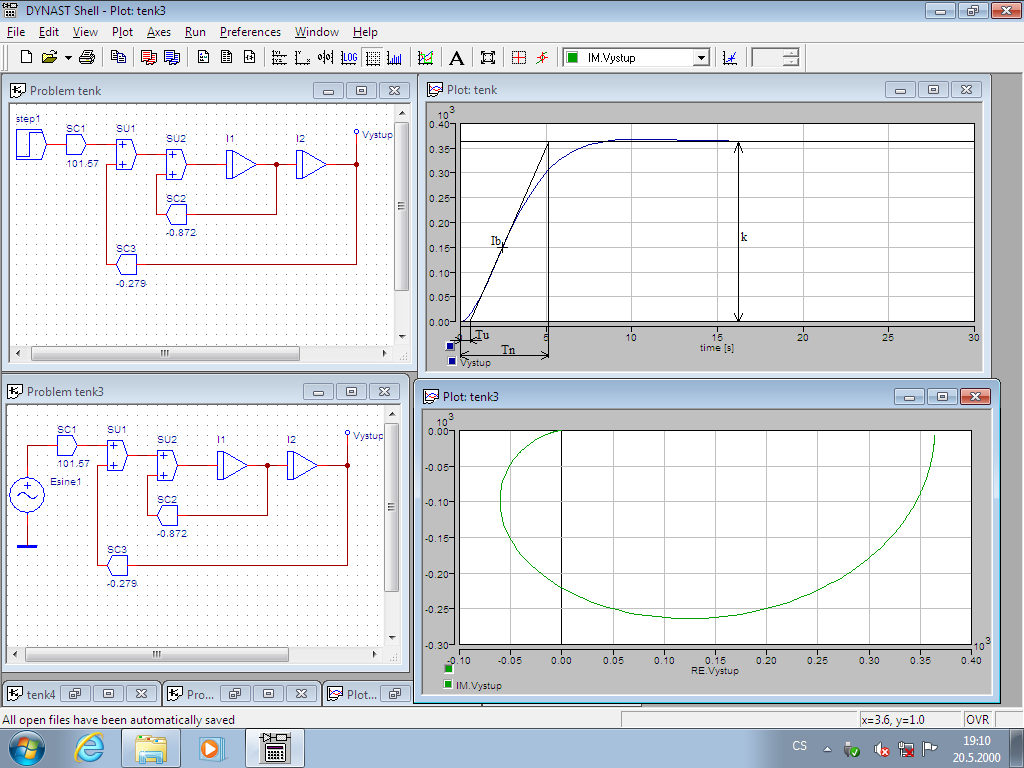 DYNAST Shell - Plot: tenk3
File Edit View Plot Axes Run Preferences Window Help
LOG A IM.Vystup
Problem tenk
step1
SC1
101.57
SU1
SU2
I1
I2
Vystup
SC2
-0.872
SC3
-0.279
Plot: tenk
10³
0.40
0.35
0.30
0.25
0.20
0.15
0.10
0.05
0.00
Ib
k
0 5 10 15 20 25 30
Tu
time [s]
Tn
Vystup
Problem tenk3
SC1
101.57
SU1
SU2
I1
I2
Vystup
Esine1
SC2
-0.872
SC3
-0.279
Plot: tenk3
10³
0.00
-0.05
-0.10
-0.15
-0.20
-0.25
-0.30
10³
-0.10 -0.05 0.00 0.05 0.10 0.15 0.20 0.25 0.30 0.35 0.40
RE.Vystup
IM.Vystup
tenk4 Pro... Plot...
All open files have been automatically saved
x=3.6, y=1.0 OVR
CS
19:10
20.5.2000